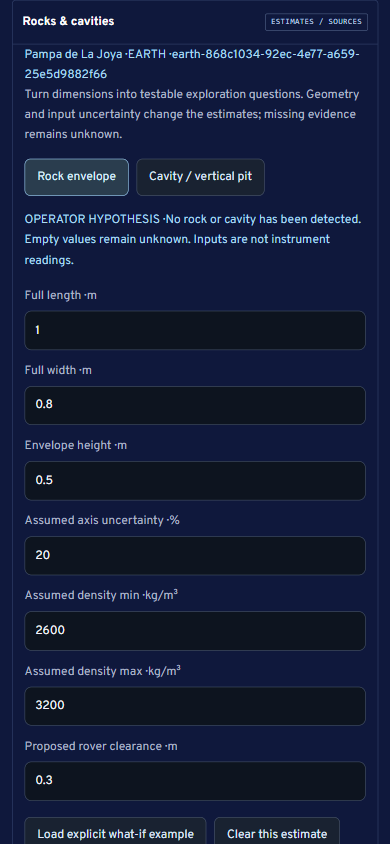 Rocks & cavities
ESTIMATES / SOURCES
Pampa de La Joya ·EARTH ·earth-868c1034-92ec-4e77-a659-
25e5d9882f66
Turn dimensions into testable exploration questions. Geometry
and input uncertainty change the estimates; missing evidence
remains unknown.
Rock envelope
Cavity / vertical pit
OPERATOR HYPOTHESIS ·No rock or cavity has been detected.
Empty values remain unknown. Inputs are not instrument
readings.
Full length ·m
1
Full width ·m
0.8
Envelope height ·m
0.5
Assumed axis uncertainty ·%
20
Assumed density min ·kg/m³
2600
Assumed density max ·kg/m³
3200
Proposed rover clearance ·m
0.3
Load explicit what-if example
Clear this estimate